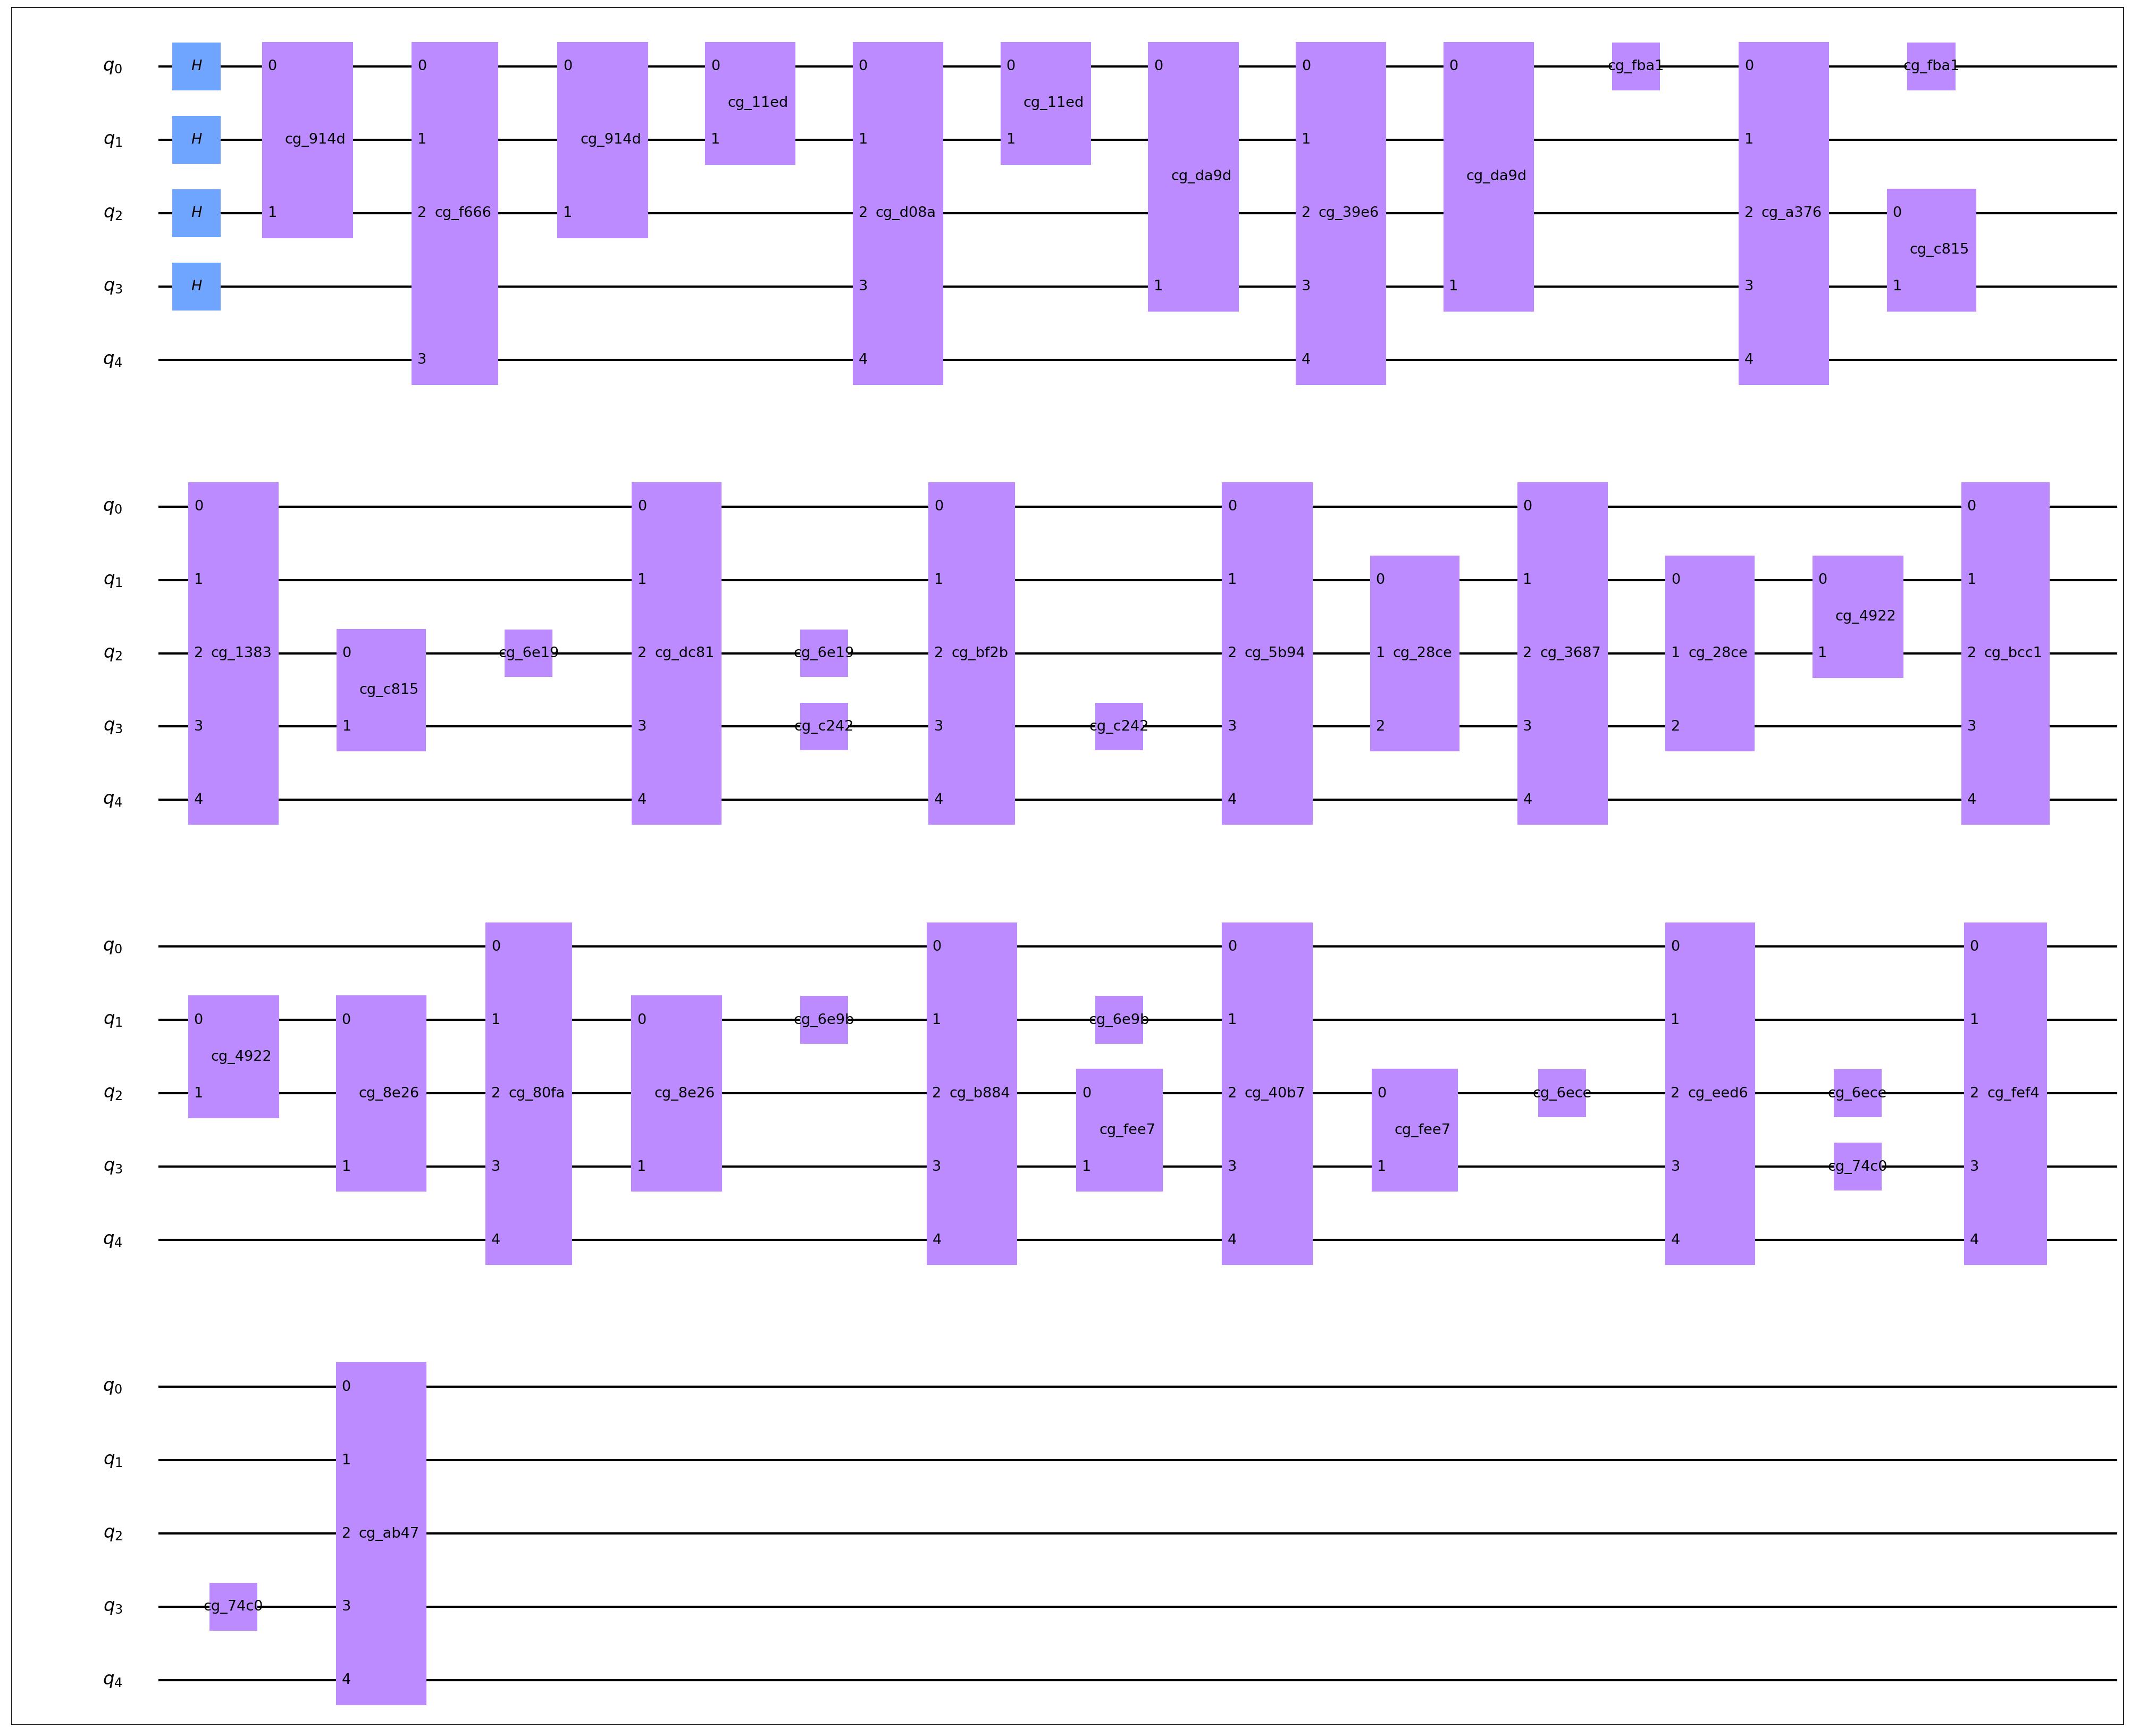 q0 H 0 0 0 0 0 0 0 0 0 cg_fba1 0 cg_fba1
cg_11ed cg_11ed
q1 H cg_914d 1 cg_914d 1 1 1 1 1
cg_da9d cg_da9d
q2 H 1 2 cg_f666 1 2 cg_d08a 2 cg_39e6 2 cg_a376 0
cg_c815
q3 H 3 1 3 1 3 1
q4 3 4 4 4
q0 0 0 0 0 0 0
q1 1 1 1 1 0 1 0 0 1
cg_4922
q2 2 cg_1383 0 cg_6e19 2 cg_dc81 cg_6e19 2 cg_bf2b 2 cg_5b94 1 cg_28ce 2 cg_3687 1 cg_28ce 1 2 cg_bcc1
cg_c815
q3 3 1 3 cg_c242 3 cg_c242 3 2 3 2 3
q4 4 4 4 4 4 4
q0 0 0 0 0 0
q1 0 0 1 0 cg_6e9b 1 cg_6e9b 1 1 1
cg_4922
q2 1 cg_8e26 2 cg_80fa cg_8e26 2 cg_b884 0 2 cg_40b7 0 cg_6ece 2 cg_eed6 cg_6ece 2 cg_fef4
cg_fee7 cg_fee7
q3 1 3 1 3 1 3 1 3 cg_74c0 3
q4 4 4 4 4 4
q0 0
q1 1
q2 2 cg_ab47
q3 cg_74c0 3
q4 4